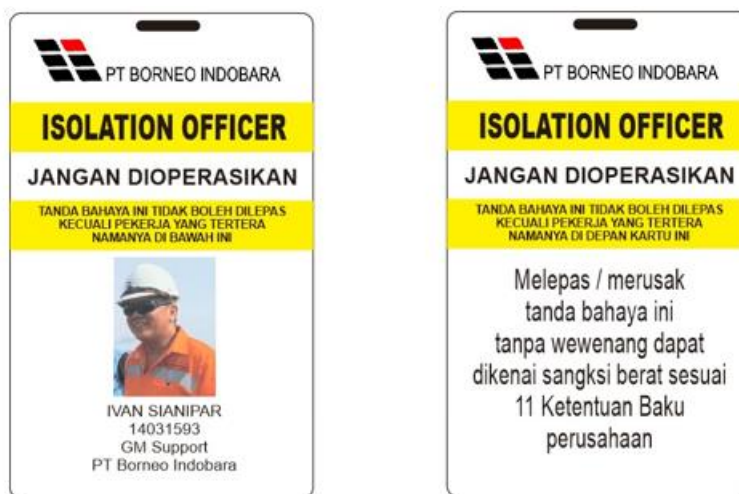 PT BORNEO INDOBARA
ISOLATION OFFICER
JANGAN DIOPERASIKAN
TANDA BAHAYA INI TIDAK BOLEH DILEPAS
KECUALI PEKERJA YANG TERTERA
NAMANYA DI BAWAH INI
IVAN SIANIPAR
14031593
GM Support
PT Borneo Indobara
PT BORNEO INDOBARA
ISOLATION OFFICER
JANGAN DIOPERASIKAN
TANDA BAHAYA INI TIDAK BOLEH DILEPAS
KECUALI PEKERJA YANG TERTERA
NAMANYA DI DEPAN KARTU INI
Melepas / merusak
tanda bahaya ini
tanpa wewenang dapat
dikenai sangksi berat sesuai
11 Ketentuan Baku
perusahaan